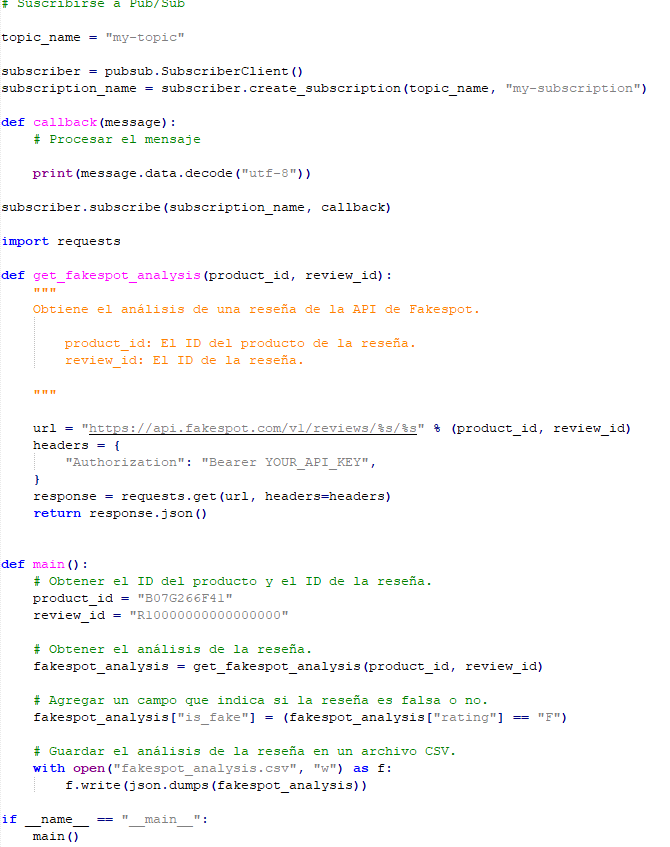 # Suscribirse a Pub/Sub
topic_name = "my-topic"
subscriber = pubsub.SubscriberClient()
subscription_name = subscriber.create_subscription(topic_name, "my-subscription")
def callback(message):
    # Procesar el mensaje
    print(message.data.decode("utf-8"))
subscriber.subscribe(subscription_name, callback)
import requests
def get_fakespot_analysis(product_id, review_id):
    """
    Obtiene el análisis de una reseña de la API de Fakespot.
        product_id: El ID del producto de la reseña.
        review_id: El ID de la reseña.
    """
    url = "https://api.fakespot.com/v1/reviews/%s/%s" % (product_id, review_id)
    headers = {
        "Authorization": "Bearer YOUR_API_KEY",
    }
    response = requests.get(url, headers=headers)
    return response.json()
def main():
    # Obtener el ID del producto y el ID de la reseña.
    product_id = "B07G266F41"
    review_id = "R10000000000000000"
    # Obtener el análisis de la reseña.
    fakespot_analysis = get_fakespot_analysis(product_id, review_id)
    # Agregar un campo que indica si la reseña es falsa o no.
    fakespot_analysis["is_fake"] = (fakespot_analysis["rating"] == "F")
    # Guardar el análisis de la reseña en un archivo CSV.
    with open("fakespot_analysis.csv", "w") as f:
        f.write(json.dumps(fakespot_analysis))
if __name__ == "__main__":
    main()